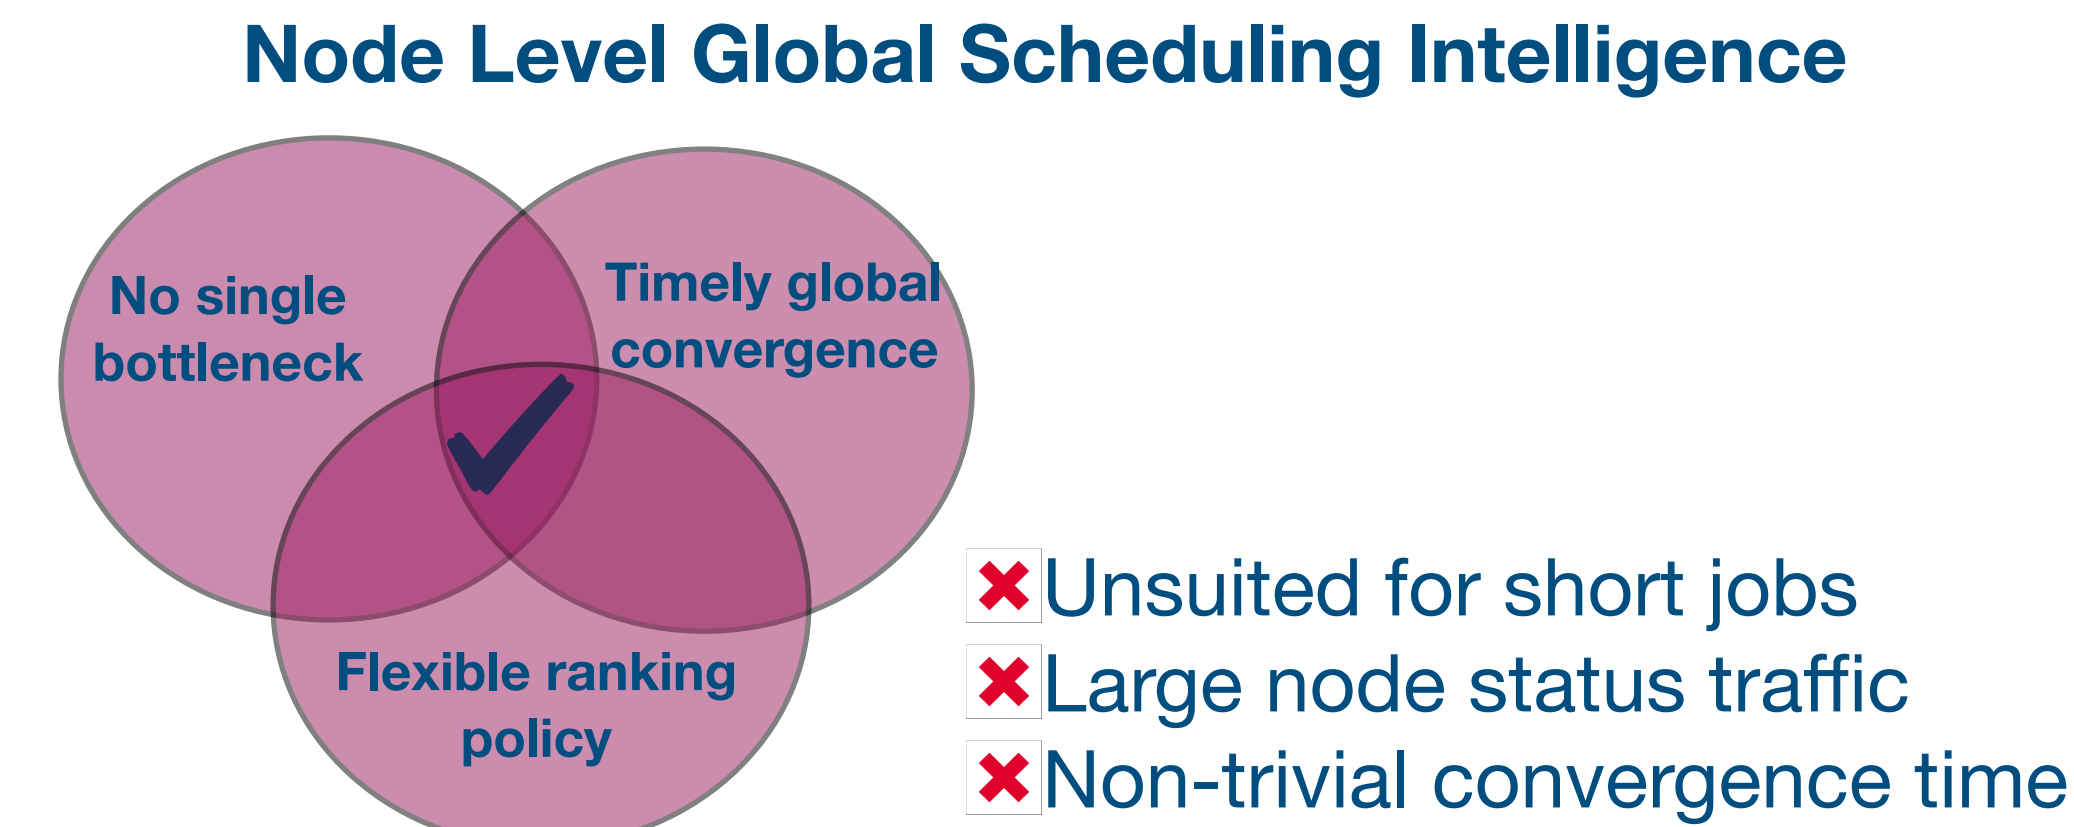 Node Level Global Scheduling Intelligence
No single
bottleneck
Timely global
convergence
Flexible ranking
policy
Unsuited for short jobs
Large node status traffic
Non-trivial convergence time